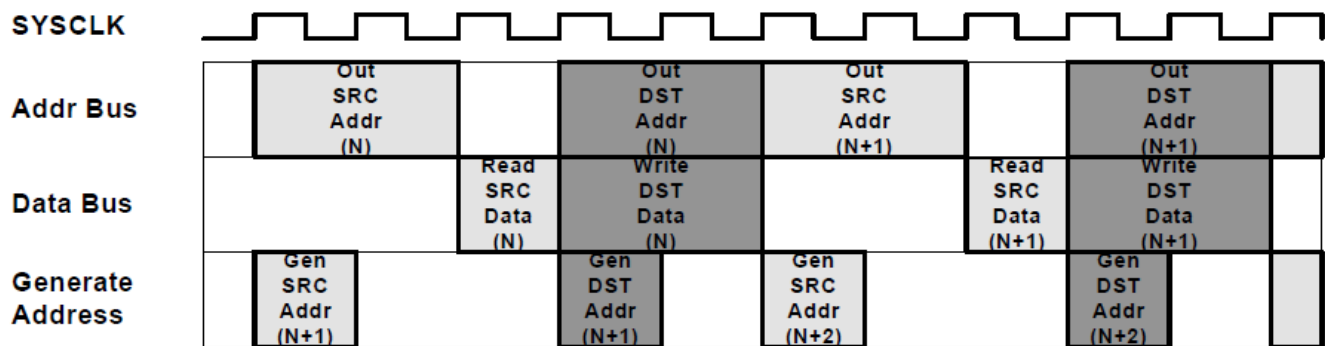 SYSCLK
Addr Bus
Out
SRC
Addr
(N)
Out
DST
Addr
(N)
Out
SRC
Addr
(N+1)
Out
DST
Addr
(N+1)
Data Bus
Read
SRC
Data
(N)
Write
DST
Data
(N)
Read
SRC
Data
(N+1)
Write
DST
Data
(N+1)
Generate
Address
Gen
SRC
Addr
(N+1)
Gen
DST
Addr
(N+1)
Gen
SRC
Addr
(N+2)
Gen
DST
Addr
(N+2)